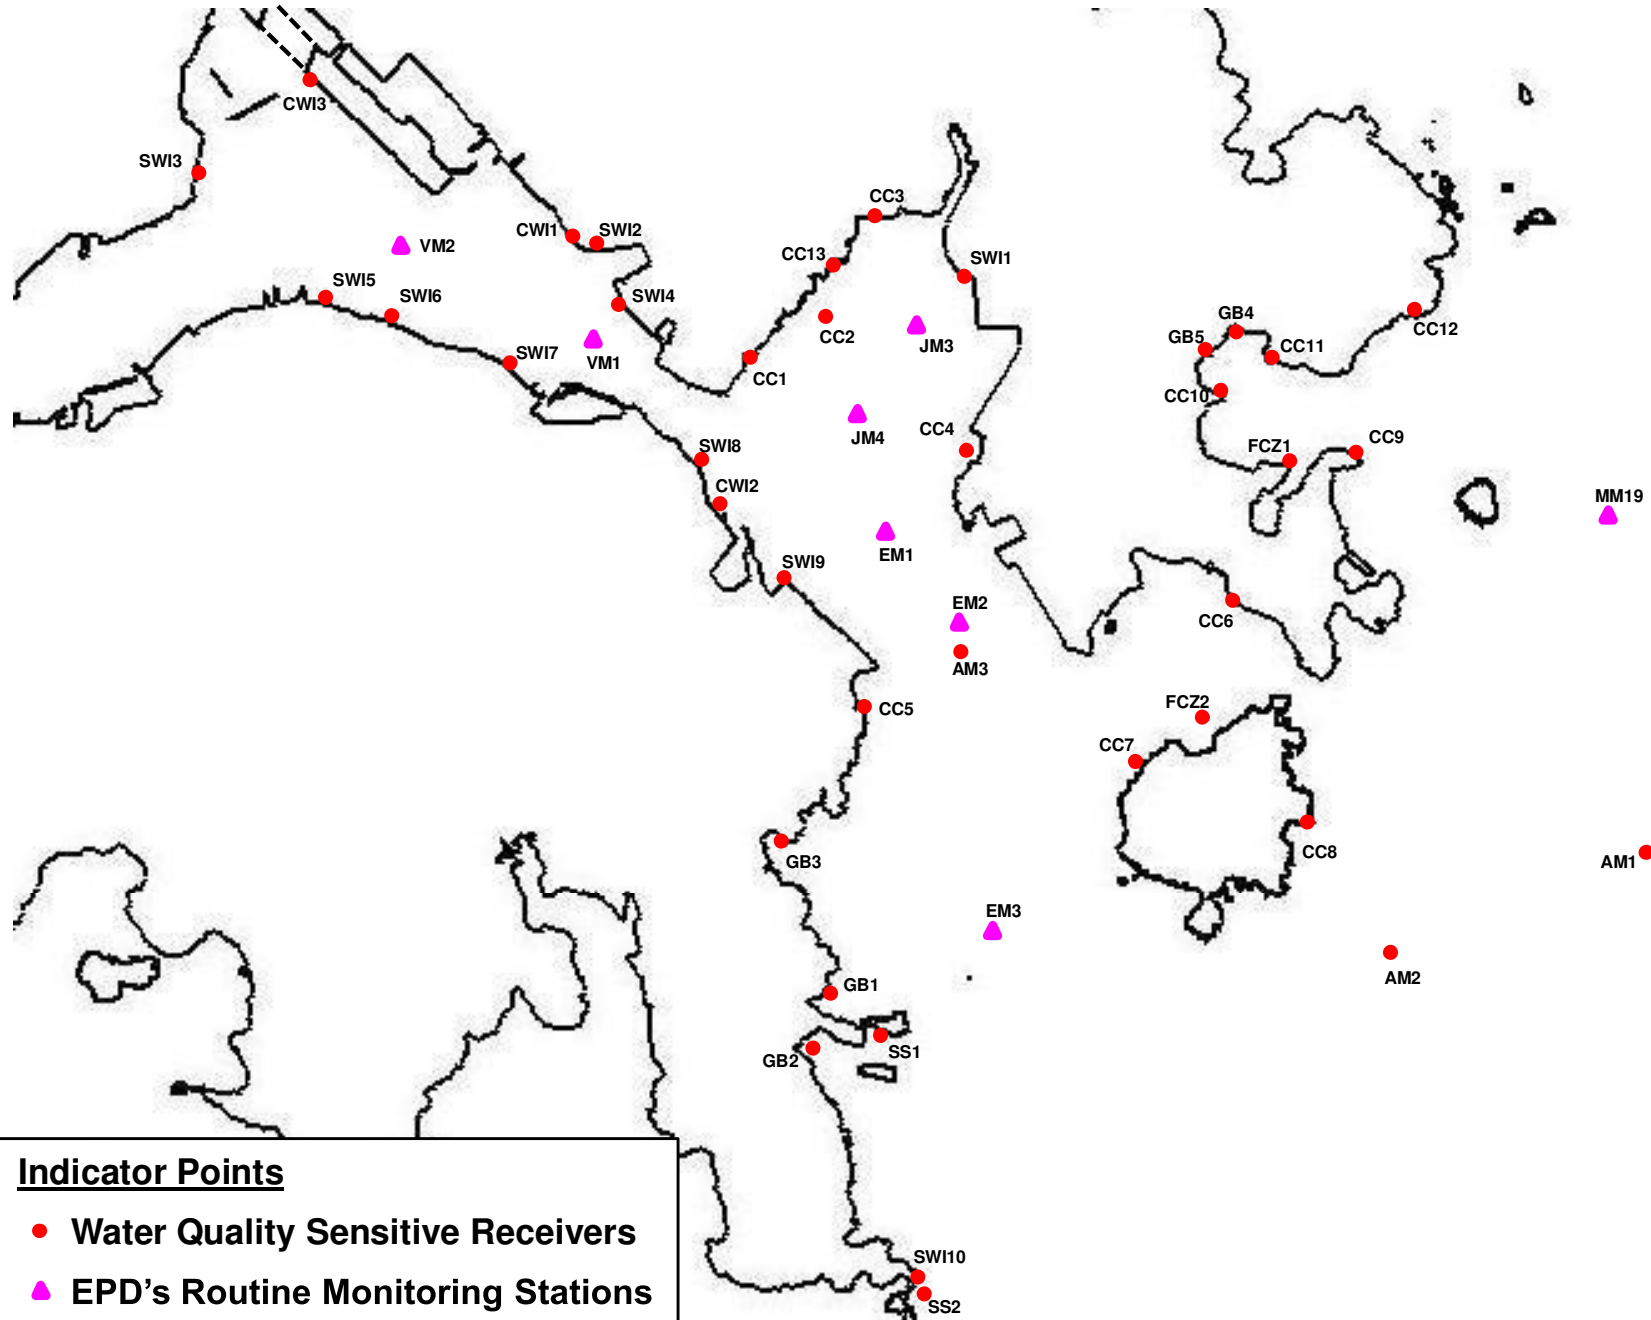 CWI3
SWI3
CC3
CWI1
SWI2
VM2
CC13
SWI1
SWI5
SWI6
SWI4
GB4
CC12
GB5
CC2
JM3
SWI7
VM1
CC11
CC1
CC10
CC4
JM4
CC9
SWI8
FCZ1
CWI2
MM19
EM1
SWI9
EM2
CC6
AM3
FCZ2
CC5
CC7
GB3
CC8
AM1
EM3
AM2
GB1
SS1
GB2
Indicator Points
Water Quality Sensitive Receivers
SWI10
EPD's Routine Monitoring Stations
SS2